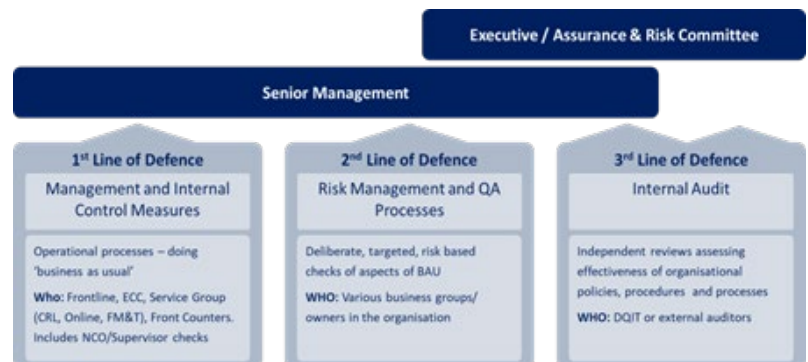 Executive / Assurance & Risk Committee
Senior Management
1st Line of Defence
Management and Internal
Control Measures
Operational processes – doing
'business as usual'
Who: Frontline, ECC, Service Group
(CRL, Online, FM&T), Front Counters.
Includes NCO/Supervisor checks
2nd Line of Defence
Risk Management and QA
Processes
Deliberate, targeted, risk based
checks of aspects of BAU
WHO: Various business groups/
owners in the organisation
3rd Line of Defence
Internal Audit
Independent reviews assessing
effectiveness of organisational
policies, procedures and processes
WHO: DQIT or external auditors